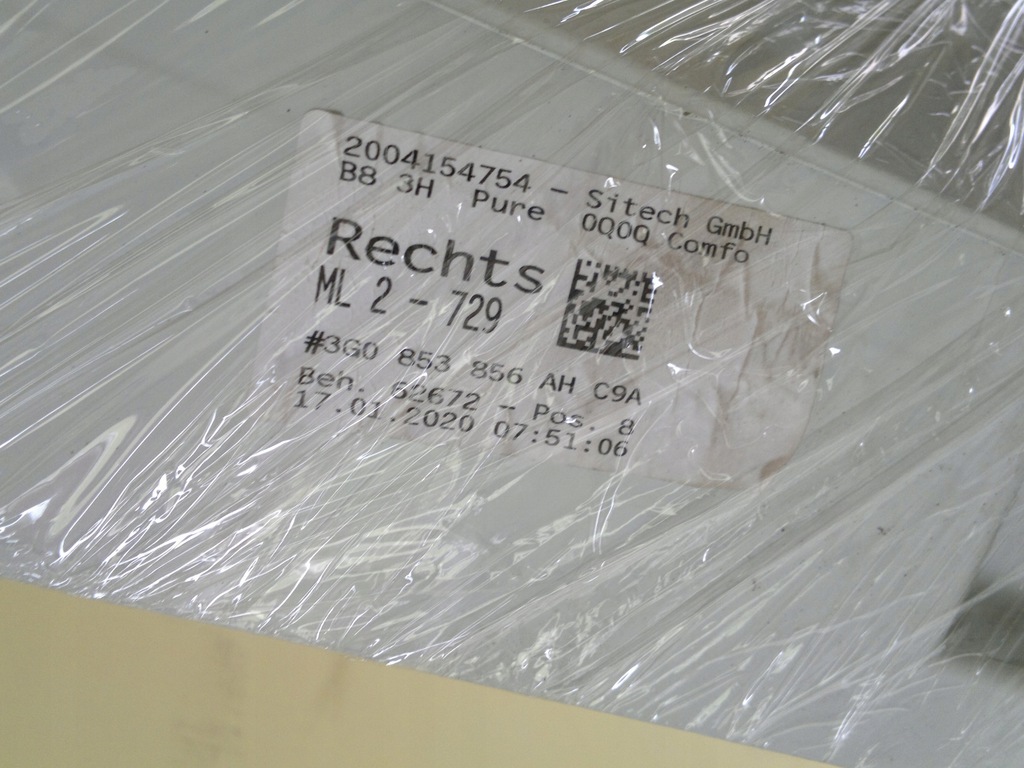 2004154754 - Sitech GmbH
B8 3H Pure 0Q0Q Comfo
Rechts
ML 2 - 729
#3G0 853 856 AH C9A
Beh. 52672 - Pos. 8
17.01.2020 07:51:06